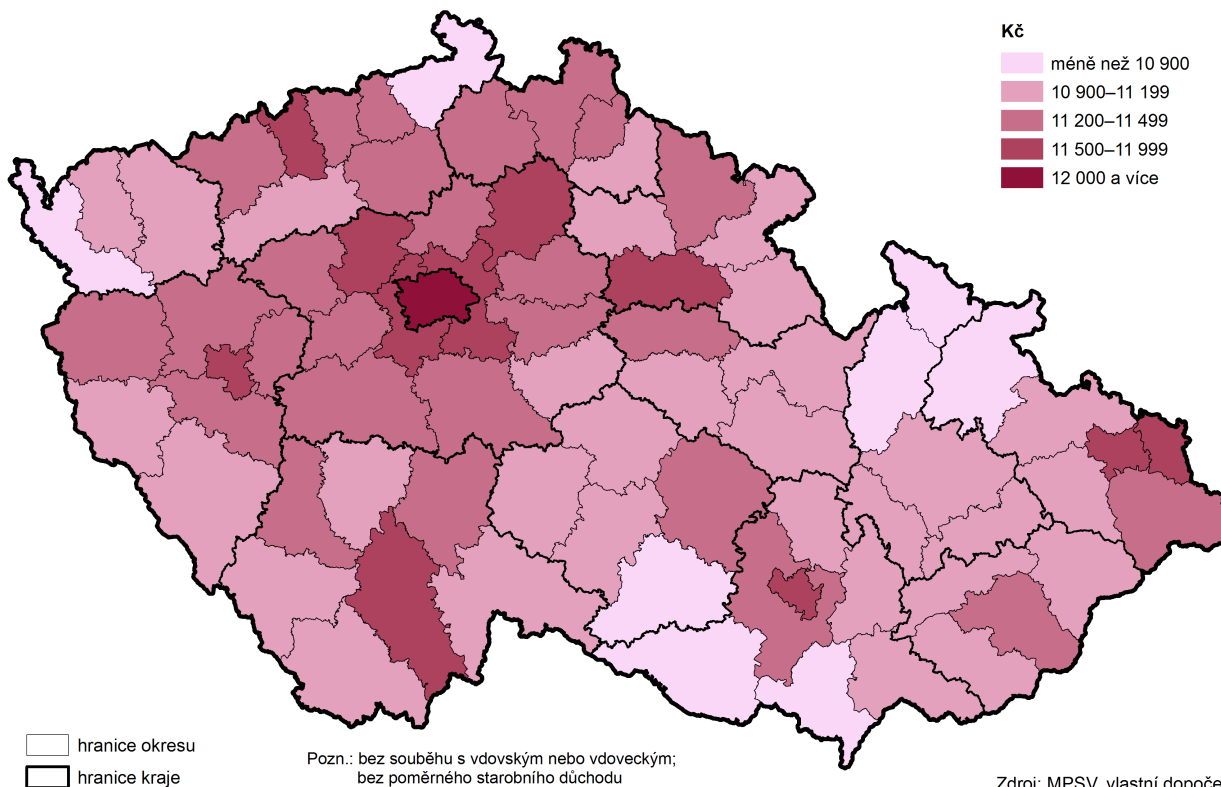 Kč
méně než 10 900
10 900–11 199
11 200–11 499
11 500–11 999
12 000 a více
hranice okresu
hranice kraje
Pozn.: bez souběhu s vdovským nebo vdoveckým;
bez poměrného starobního důchodu
Zdroj: MPSV, vlastní dopoče